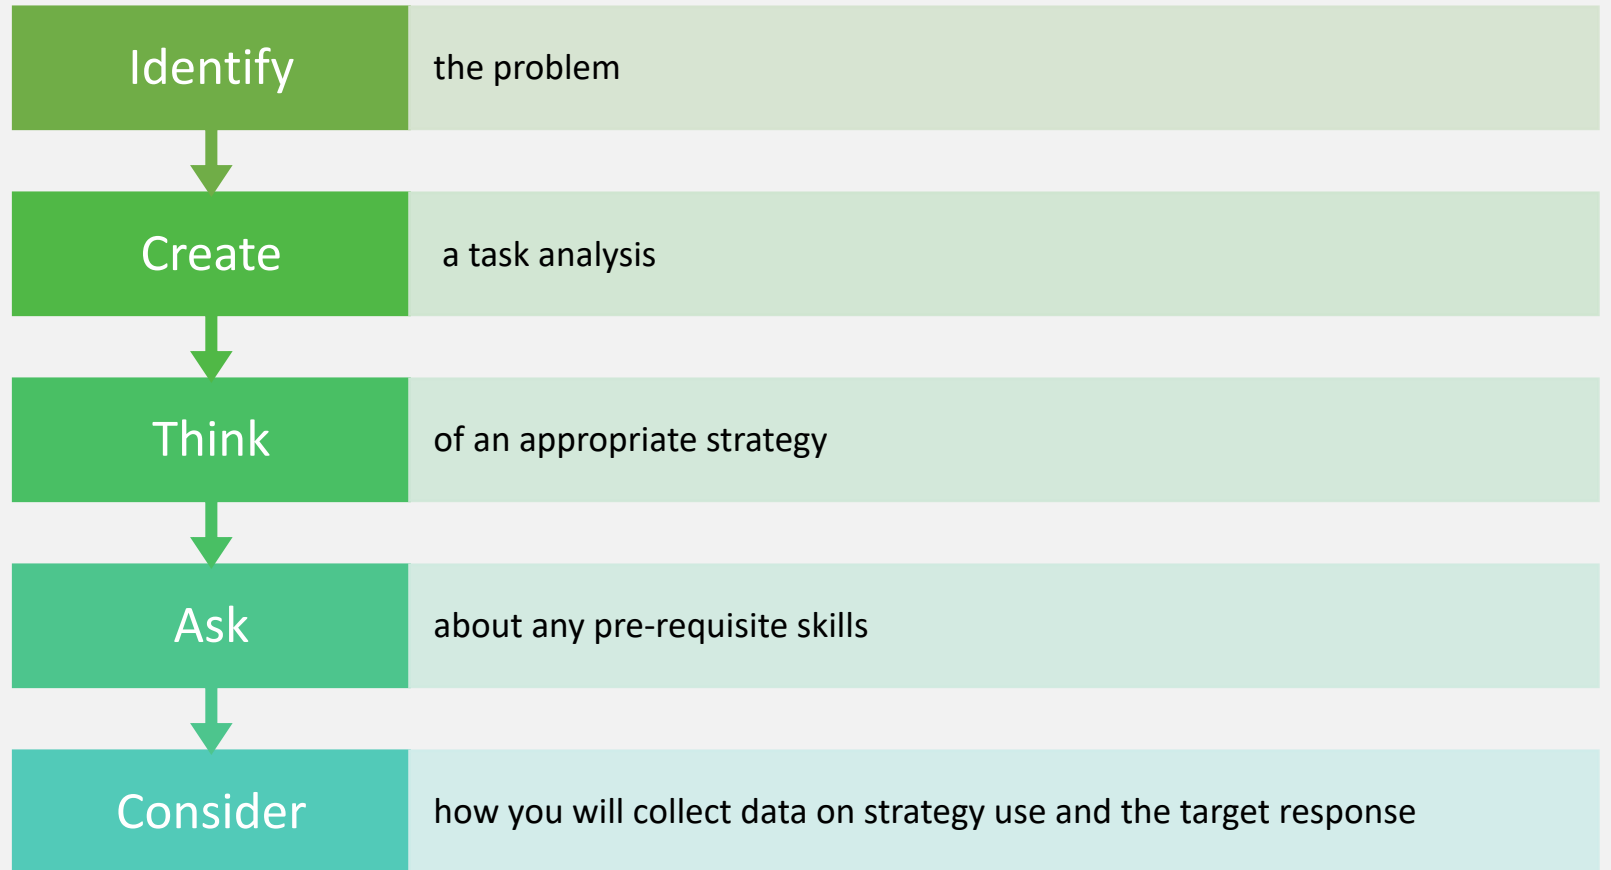 Identify
the problem
Create
a task analysis
Think
of an appropriate strategy
Ask
about any pre-requisite skills
Consider
how you will collect data on strategy use and the target response